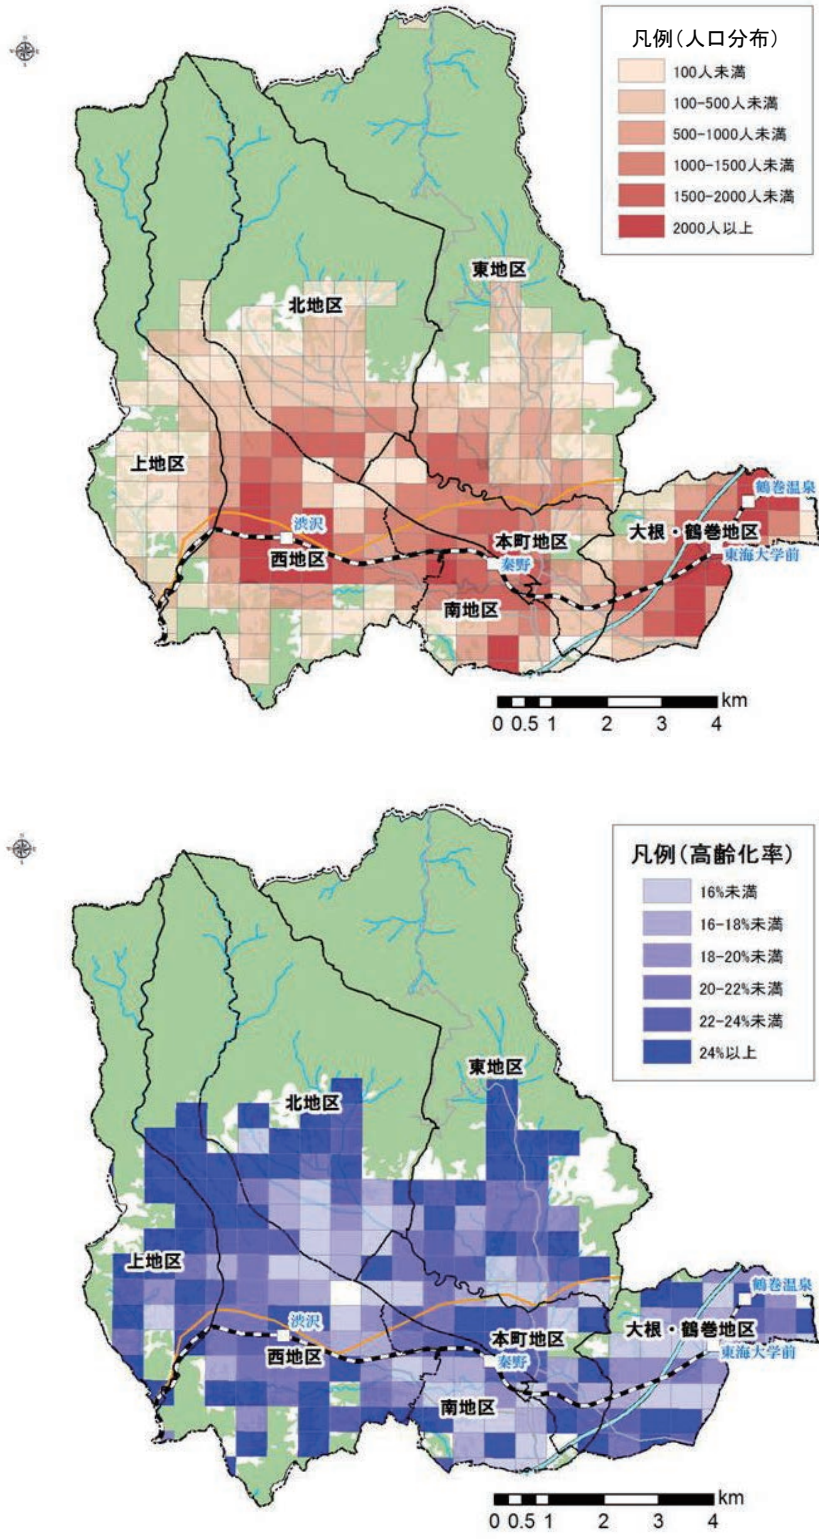 N
W
E
S
凡例(人口分布)
100人未満
100-500人未満
500-1000人未満
1000-1500人未満
1500-2000人未満
2000人以上
東地区
北地区
上地区
鶴巻温泉
大根・鶴巻地区
渋沢
本町地区
東海大学前
西地区
秦野
南地区
km
0 0.5 1 2 3 4
N
W
E
S
凡例(高齢化率)
16%未満
16-18%未満
18-20%未満
20-22%未満
22-24%未満
24%以上
東地区
北地区
上地区
鶴巻温泉
大根・鶴巻地区
渋沢
本町地区
東海大学前
西地区
秦野
南地区
km
0 0.5 1 2 3 4